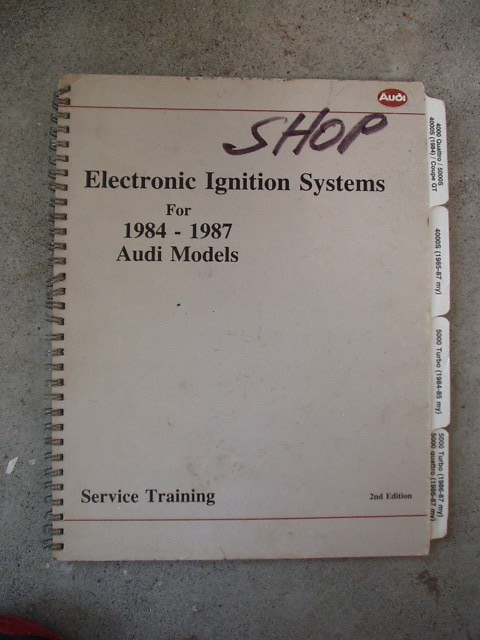 Audi
SHOP
Electronic Ignition Systems
For
1984 - 1987
Audi Models
Service Training
2nd Edition
4000 Quattro / 5000S
4000S (1984) / Coupe GT
4000S (1985-87 my)
5000 Turbo (1984-85 my)
5000 Turbo (1986-87 my)
5000 quattro (1986-87 my)